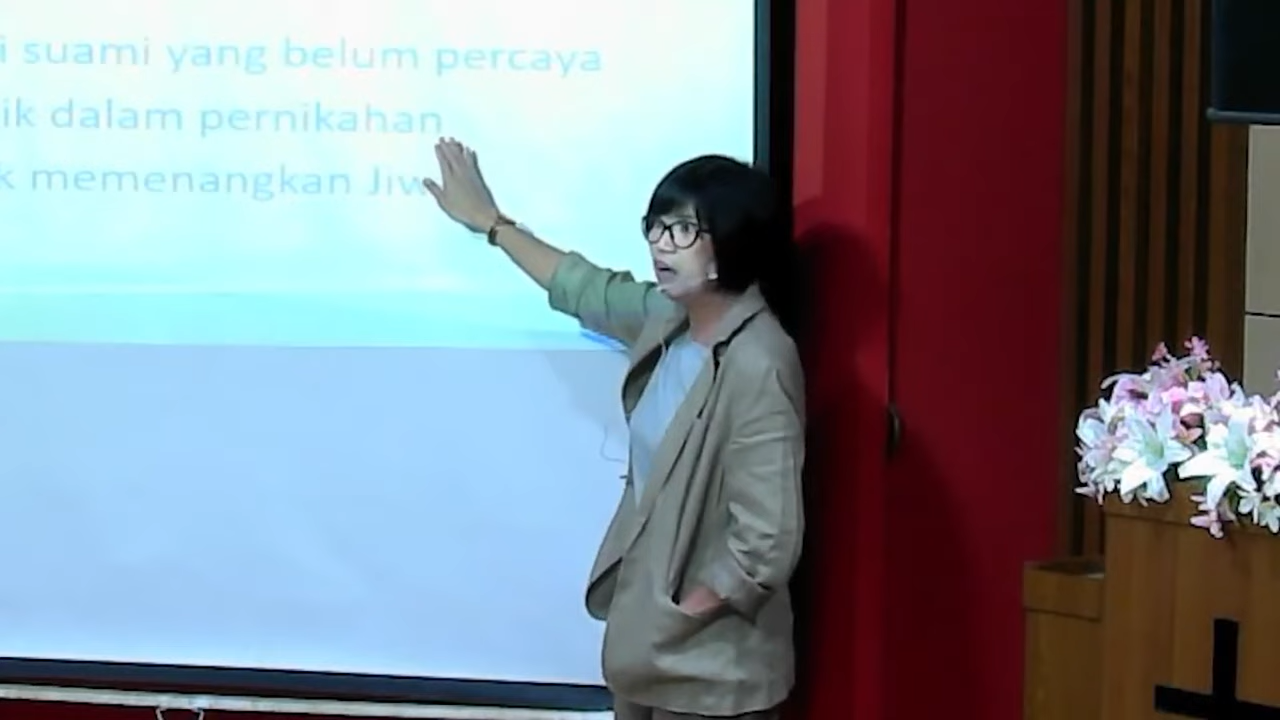 i suami yang belum percaya
ik dalam pernikahan
k memenangkan Jiw